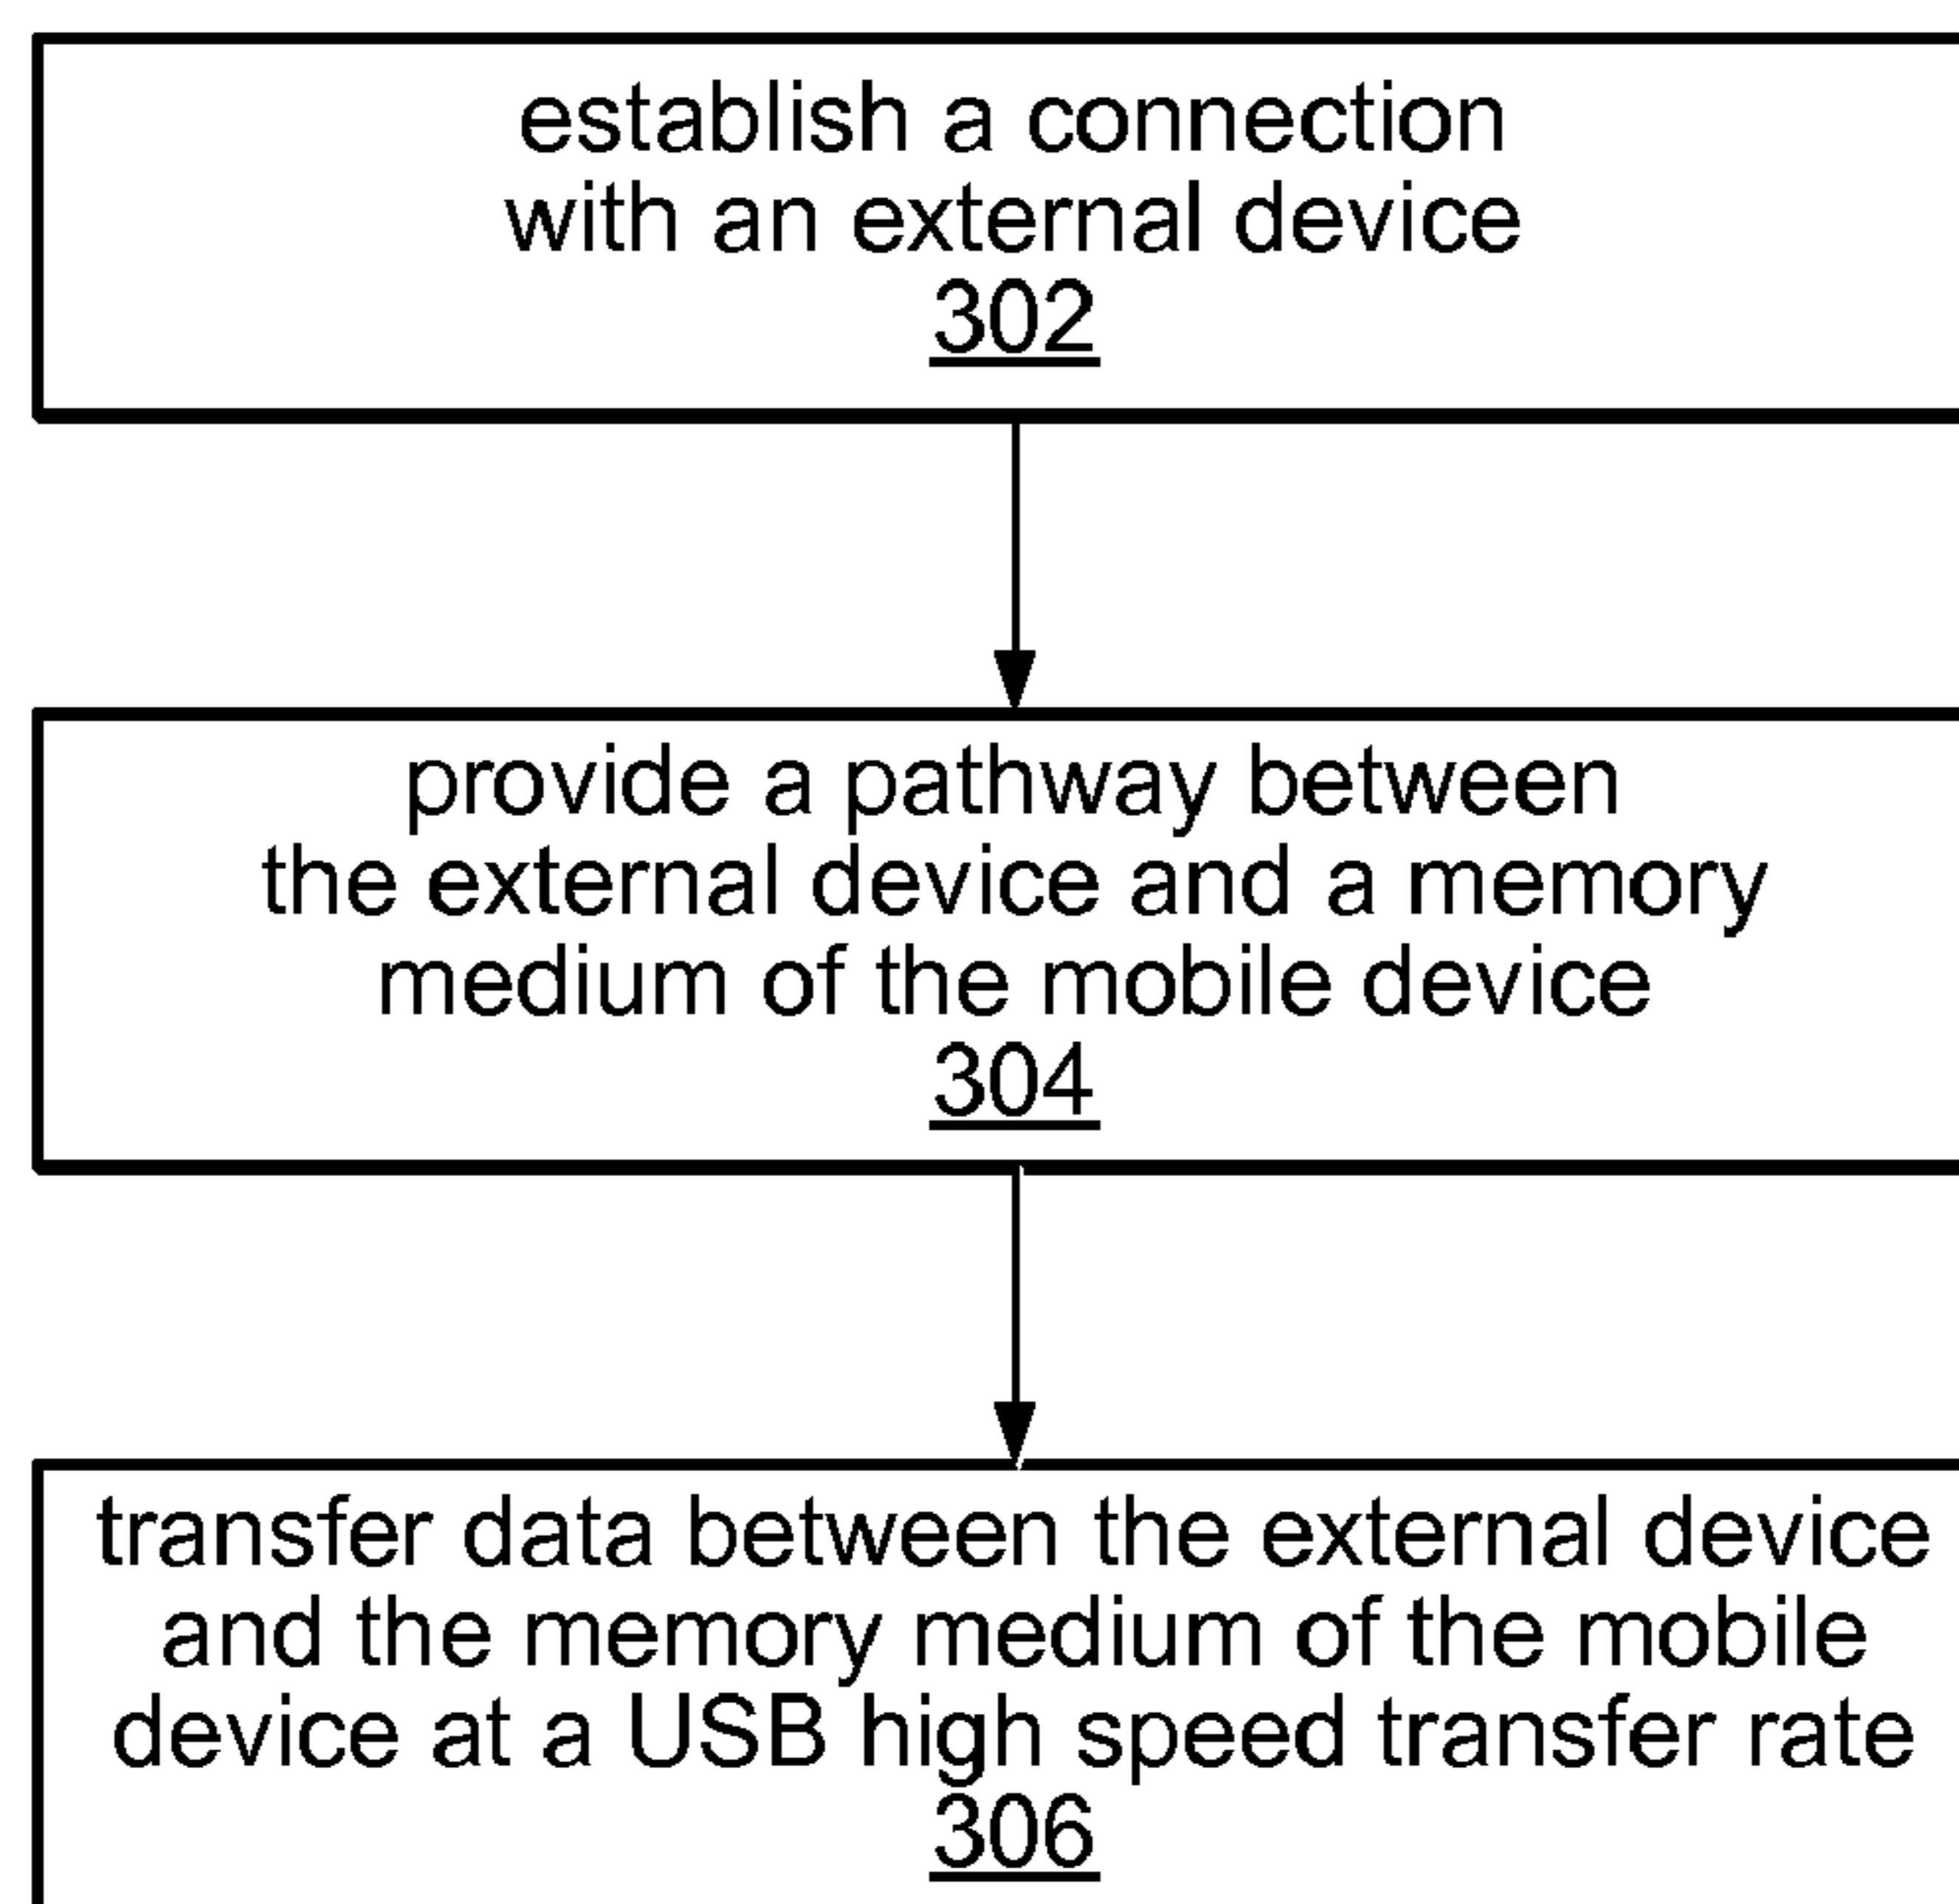 establish a connection
with an external device
302
provide a pathway between
the external device and a memory
medium of the mobile device
304
transfer data between the external device
and the memory medium of the mobile
device at a USB high speed transfer rate
306